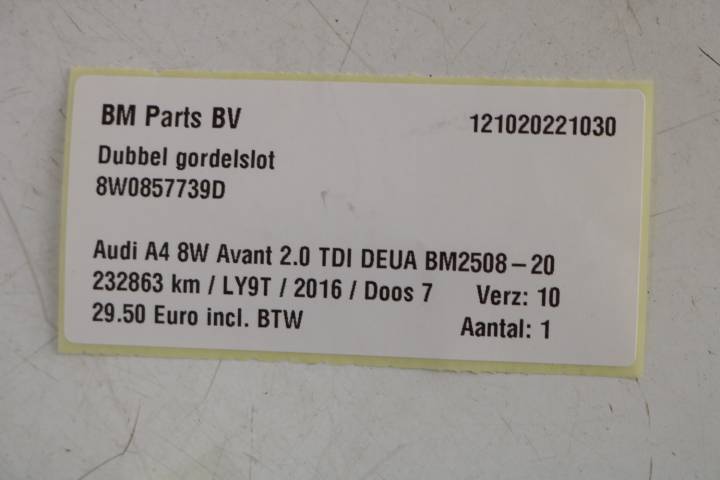 BM Parts BV 121020221030
Dubbel gordelslot
8W0857739D
Audi A4 8W Avant 2.0 TDI DEUA BM2508-20
232863 km / LY9T / 2016 / Doos 7 Verz: 10
29.50 Euro incl. BTW Aantal: 1